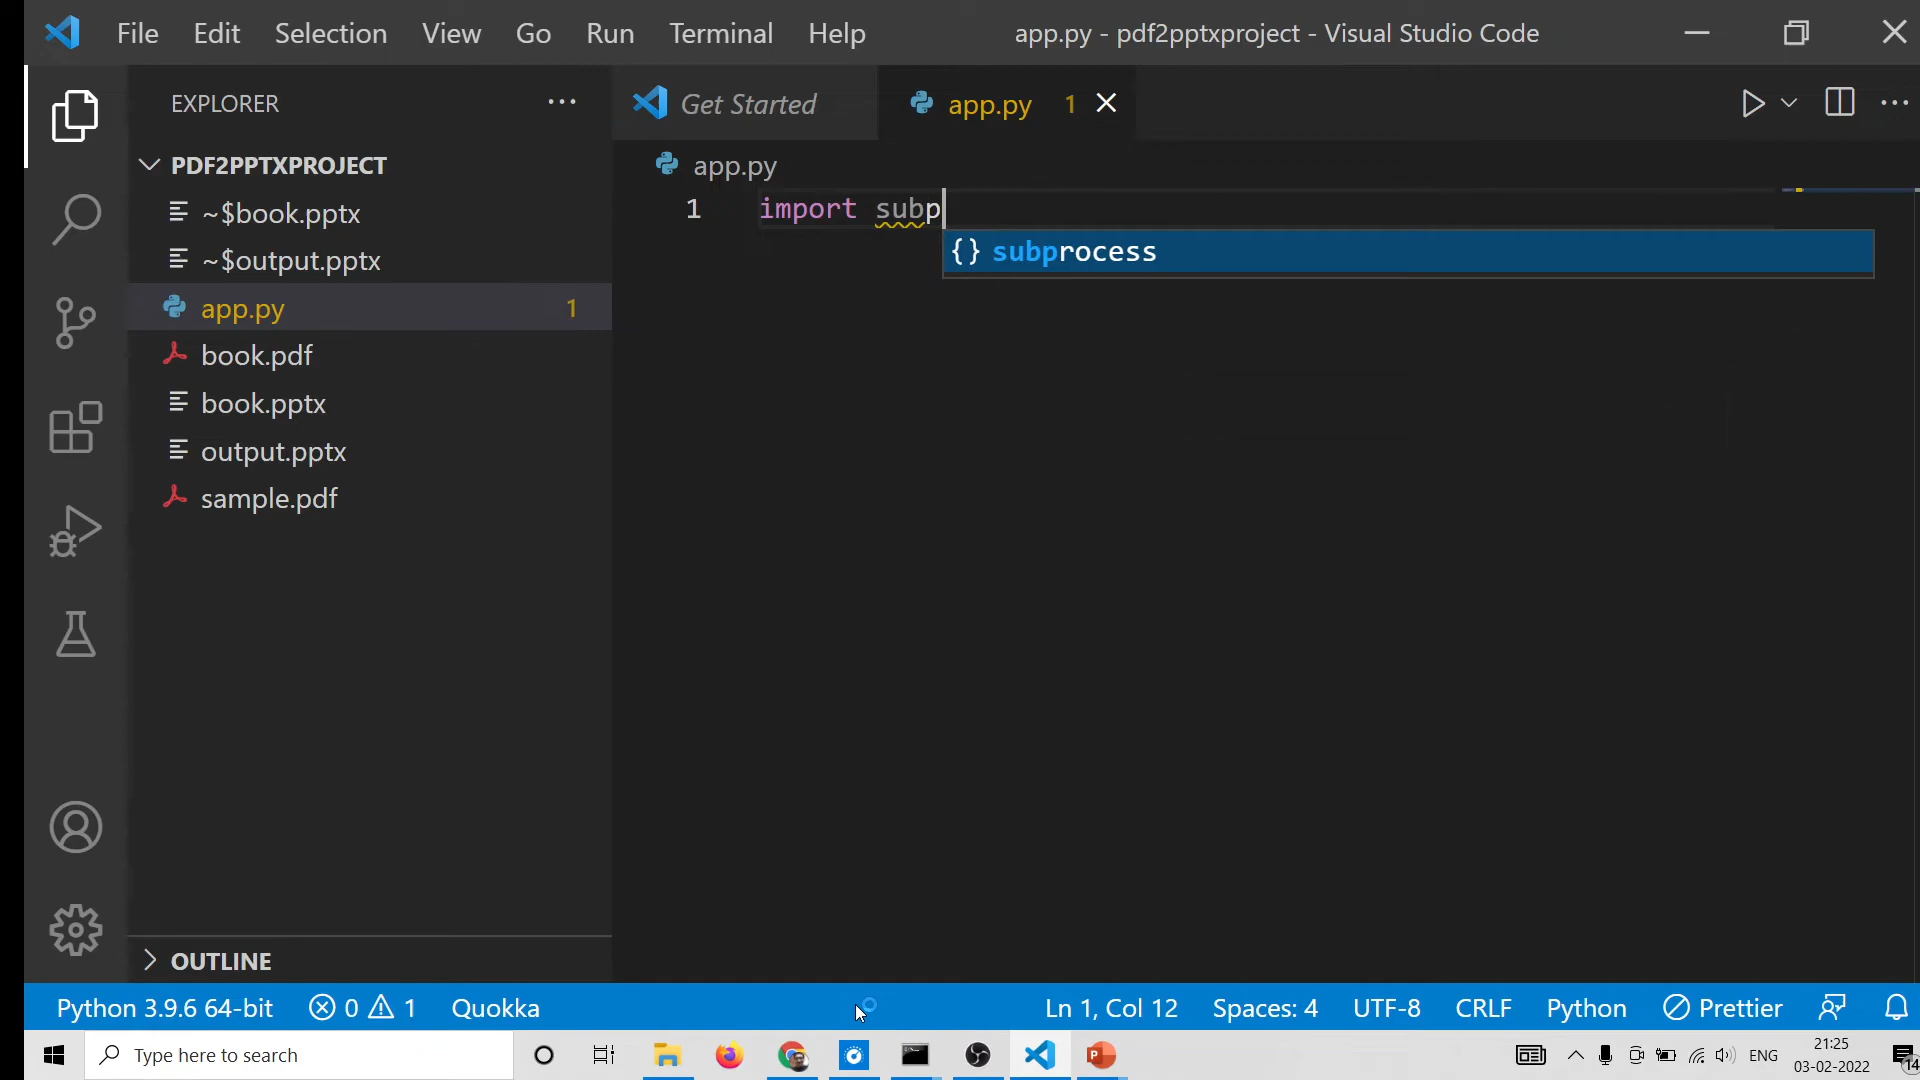 File Edit Selection View Go Run Terminal Help app.py - pdf2pptxproject - Visual Studio Code
EXPLORER
Get Started
app.py 1
PDF2PPTXPROJECT
app.py
~$book.pptx
1 import subp
~$output.pptx
{} subprocess
app.py 1
book.pdf
book.pptx
output.pptx
sample.pdf
OUTLINE
Python 3.9.6 64-bit 0 1 Quokka Ln 1, Col 12 Spaces: 4 UTF-8 CRLF Python Prettier
Type here to search
ENG
21:25
03-02-2022
14